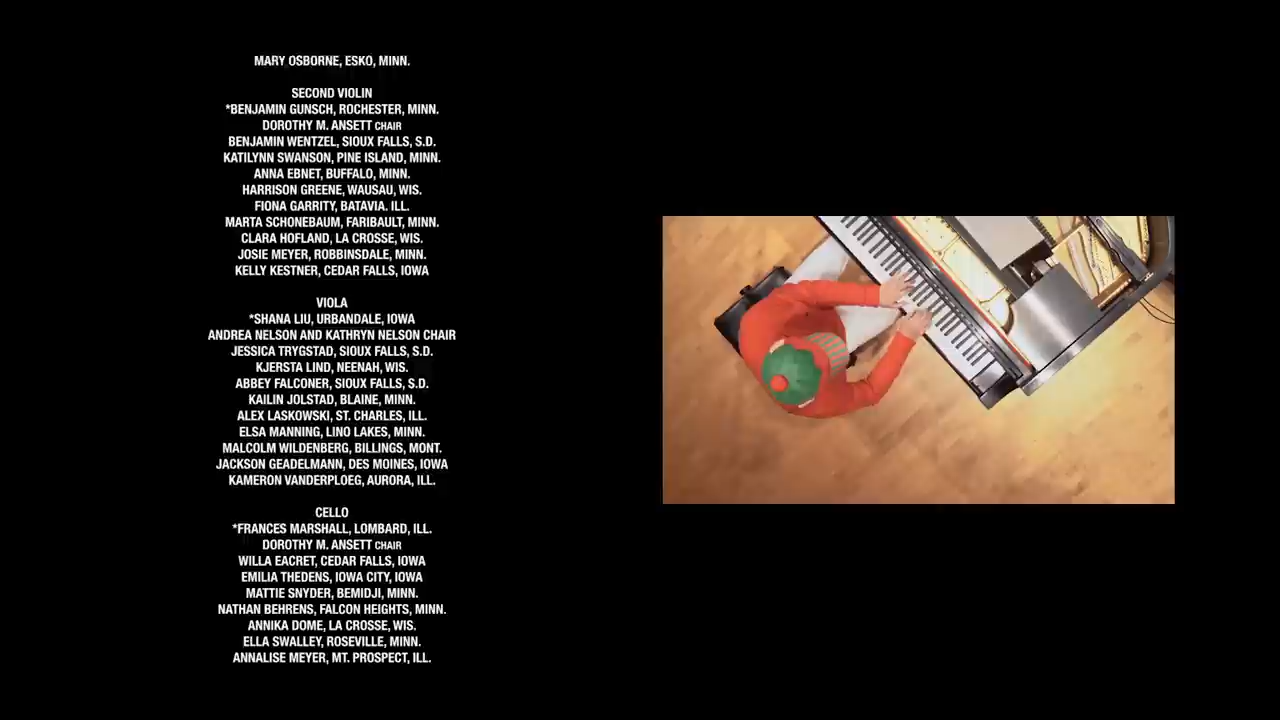 MARY OSBORNE, ESKO, MINN.
SECOND VIOLIN
*BENJAMIN GUNSCH, ROCHESTER, MINN.
DOROTHY M. ANSETT CHAIR
BENJAMIN WENTZEL, SIOUX FALLS, S.D.
KATILYNN SWANSON, PINE ISLAND, MINN.
ANNA EBNET, BUFFALO, MINN.
HARRISON GREENE, WAUSAU, WIS.
FIONA GARRITY, BATAVIA. ILL.
MARTA SCHONEBAUM, FARIBAULT, MINN.
CLARA HOFLAND, LA CROSSE, WIS.
JOSIE MEYER, ROBBINSDALE, MINN.
KELLY KESTNER, CEDAR FALLS, IOWA
VIOLA
*SHANA LIU, URBANDALE, IOWA
ANDREA NELSON AND KATHRYN NELSON CHAIR
JESSICA TRYGSTAD, SIOUX FALLS, S.D.
KJERSTA LIND, NEENAH, WIS.
ABBEY FALCONER, SIOUX FALLS, S.D.
KAILIN JOLSTAD, BLAINE, MINN.
ALEX LASKOWSKI, ST. CHARLES, ILL.
ELSA MANNING, LINO LAKES, MINN.
MALCOLM WILDENBERG, BILLINGS, MONT.
JACKSON GEADELMANN, DES MOINES, IOWA
KAMERON VANDERPLOEG, AURORA, ILL.
CELLO
*FRANCES MARSHALL, LOMBARD, ILL.
DOROTHY M. ANSETT CHAIR
WILLA EACRET, CEDAR FALLS, IOWA
EMILIA THEDENS, IOWA CITY, IOWA
MATTIE SNYDER, BEMIDJI, MINN.
NATHAN BEHRENS, FALCON HEIGHTS, MINN.
ANNIKA DOME, LA CROSSE, WIS.
ELLA SWALLEY, ROSEVILLE, MINN.
ANNALISE MEYER, MT. PROSPECT, ILL.